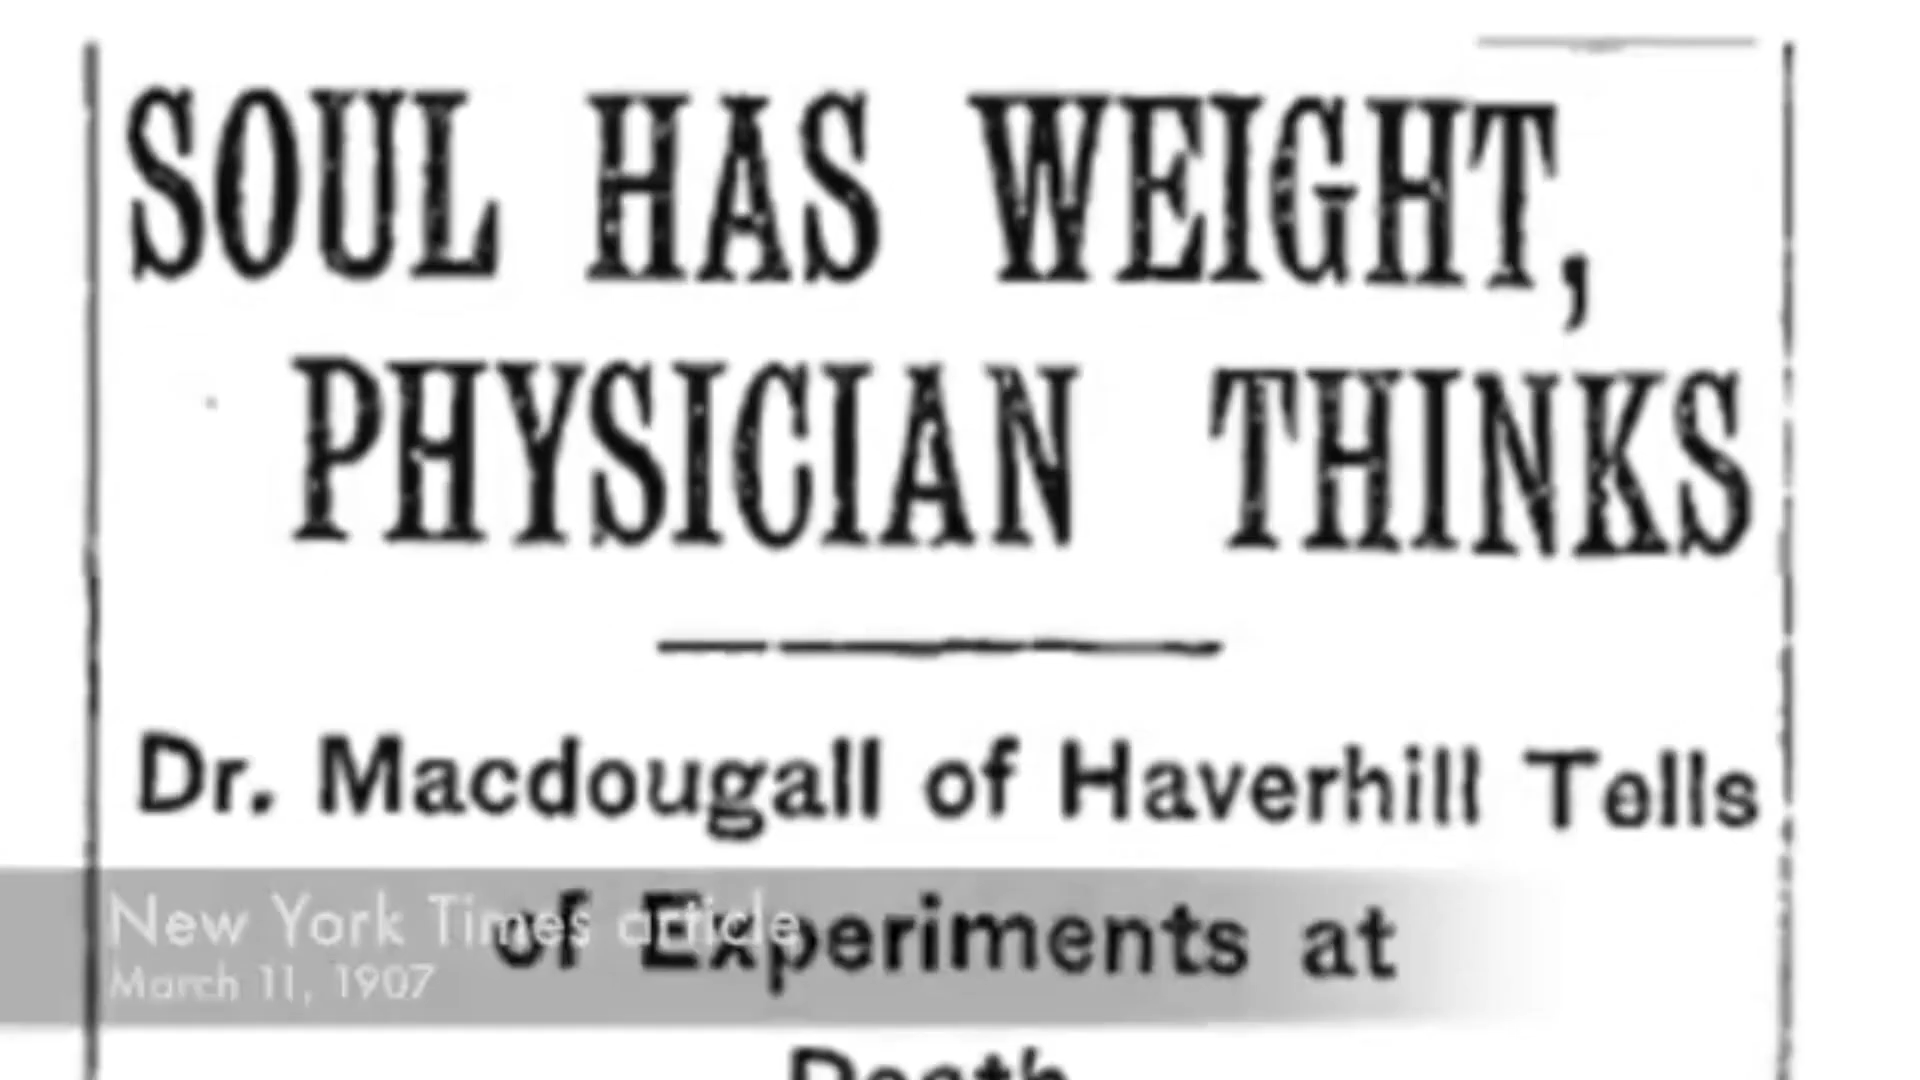 SOUL HAS WEIGHT,
PHYSICIAN THINKS
Dr. Macdougall of Haverhill Tells
of Experiments at
New York Times article
March 11, 1907
Death